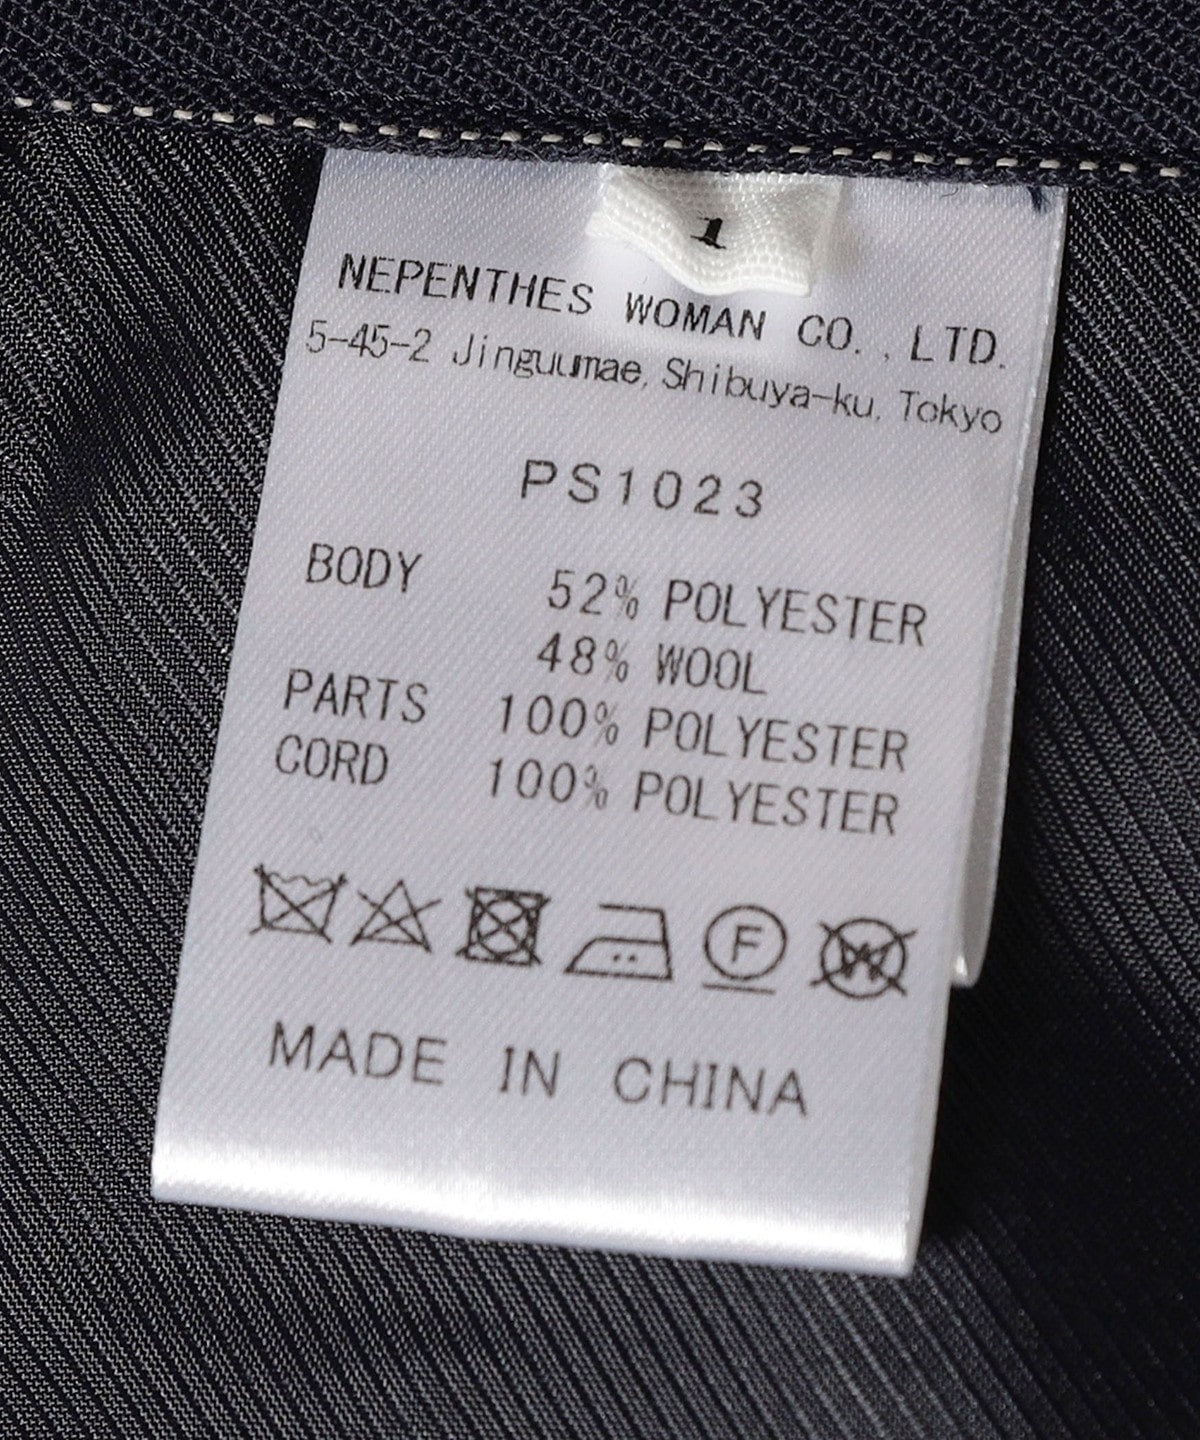 1
NEPENTHES WOMAN CO. , LTD.
5-45-2 Jinguumae, Shibuya-ku, Tokyo
PS1023
BODY 52% POLYESTER
48% WOOL
PARTS 100% POLYESTER
CORD 100% POLYESTER
F W
MADE IN CHINA